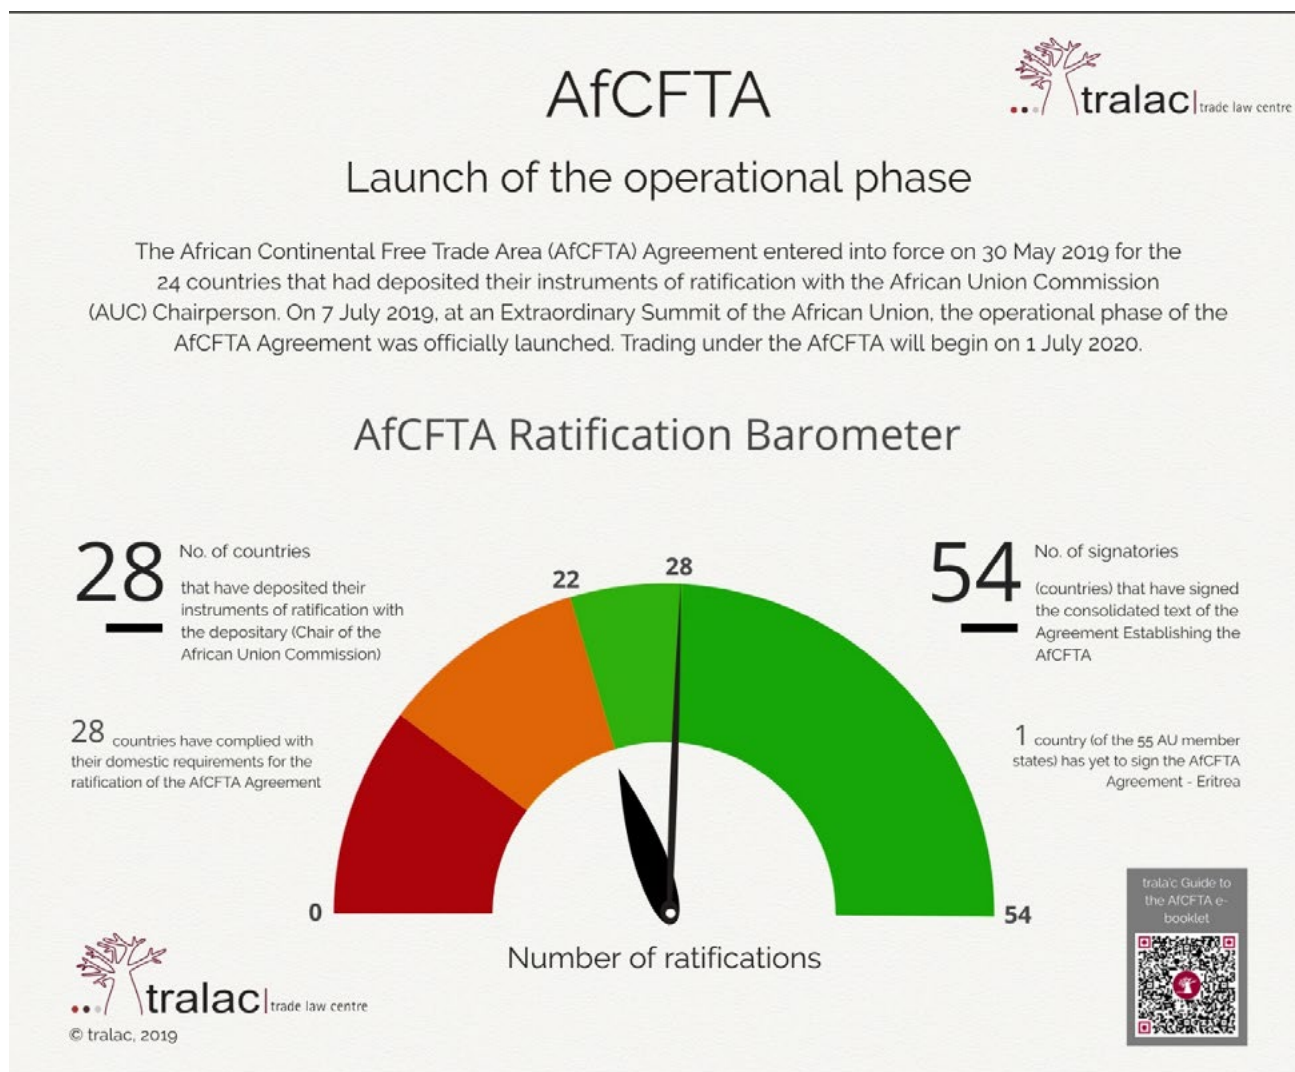 AfCFTA
tralac | trade law centre
Launch of the operational phase
The African Continental Free Trade Area (AfCFTA) Agreement entered into force on 30 May 2019 for the
24 countries that had deposited their instruments of ratification with the African Union Commission
(AUC) Chairperson. On 7 July 2019, at an Extraordinary Summit of the African Union, the operational phase of the
AfCFTA Agreement was officially launched. Trading under the AfCFTA will begin on 1 July 2020.
AfCFTA Ratification Barometer
28 No. of countries
that have deposited their
instruments of ratification with
the depositary (Chair of the
African Union Commission)
28 countries have complied with
their domestic requirements for the
ratification of the AfCFTA Agreement
0
22
28
54
Number of ratifications
54 No. of signatories
(countries) that have signed
the consolidated text of the
Agreement Establishing the
AfCFTA
1 country (of the 55 AU member
states) has yet to sign the AfCFTA
Agreement - Eritrea
trala'c Guide to
the AfCFTA e-
booklet
tralac | trade law centre
© tralac, 2019